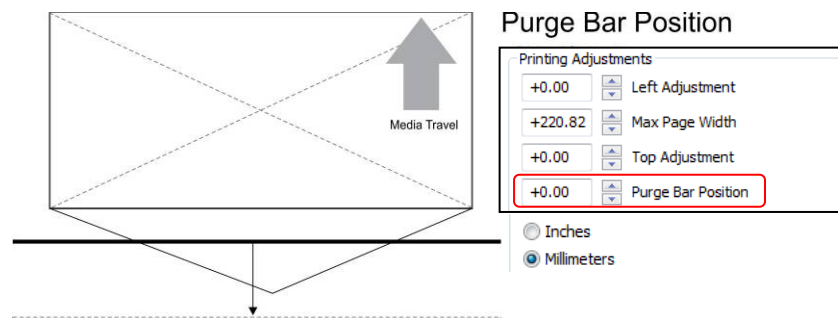 Purge Bar Position
Printing Adjustments
+0.00 Left Adjustment
+220.82 Max Page Width
+0.00 Top Adjustment
+0.00 Purge Bar Position
Inches
Millimeters
Media Travel